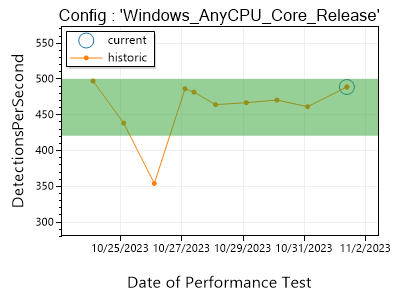 Config : 'Windows_AnyCPU_Core_Release'
current
historic
DetectionsPerSecond
550
500
450
400
350
300
10/25/2023
10/27/2023
10/29/2023
10/31/2023
11/2/2023
Date of Performance Test